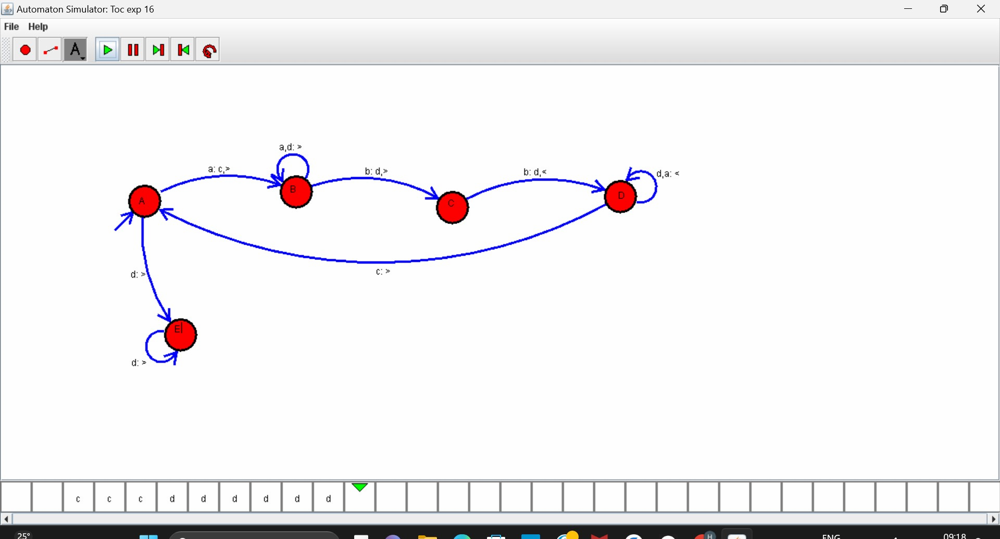 Automaton Simulator: Toc exp 16
File Help
A
a,d: >
a: c,>
b: d,>
b: d,<
d,a: <
A
B
C
D
c: >
d: >
E
d: >
c c c d d d d d d
25°
H
ENG
09:18